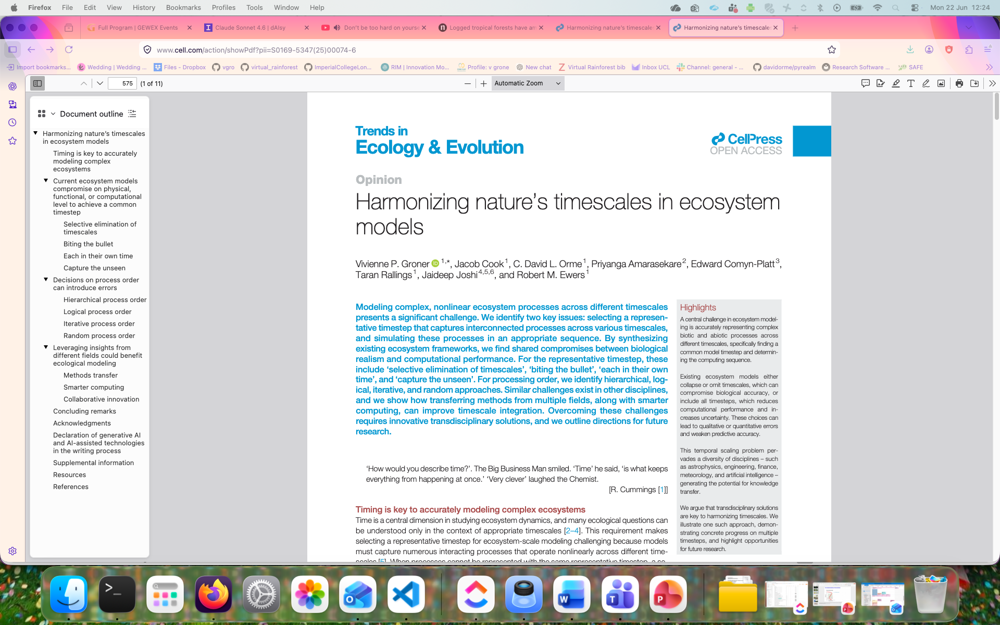 Firefox File Edit View History Bookmarks Profiles Tools Window Help
Mon 22 Jun 12:24
Full Program | GEWEX Events
Claude Sonnet 4.6 | dAIsy
Don't be too hard on yourse
Logged tropical forests have am
Harmonizing nature's timescale
Harmonizing nature's timescale
www.cell.com/action/showPdf?pii=S0169-5347(25)00074-6
Import bookmarks...
Wedding | Wedding ...
Files - Dropbox
vgro
virtual_rainforest
ImperialCollegeLon...
RIM | Innovation Mo...
Profile: v grone
New chat
Virtual Rainforest bib
Inbox UCL
Channel: general - ...
davidorme/pyrealm
Research Software ...
SAFE
575 (1 of 11)
Automatic Zoom
Document outline
Harmonizing nature's timescales
in ecosystem models
Timing is key to accurately
modeling complex
ecosystems
Current ecosystem models
compromise on physical,
functional, or computational
level to achieve a common
timestep
Selective elimination of
timescales
Biting the bullet
Each in their own time
Capture the unseen
Decisions on process order
can introduce errors
Hierarchical process order
Logical process order
Iterative process order
Random process order
Leveraging insights from
different fields could benefit
ecological modeling
Methods transfer
Smarter computing
Collaborative innovation
Concluding remarks
Acknowledgments
Declaration of generative AI
and AI-assisted technologies
in the writing process
Supplemental information
Resources
References
Trends in
Ecology & Evolution
CellPress
OPEN ACCESS
Opinion
Harmonizing nature's timescales in ecosystem
models
Vivienne P. Groner iD 1,*, Jacob Cook1, C. David L. Orme1, Priyanga Amarasekare2, Edward Comyn-Platt3,
Taran Rallings1, Jaideep Joshi4,5,6, and Robert M. Ewers1
Modeling complex, nonlinear ecosystem processes across different timescales
presents a significant challenge. We identify two key issues: selecting a represen-
tative timestep that captures interconnected processes across various timescales,
and simulating these processes in an appropriate sequence. By synthesizing
existing ecosystem frameworks, we find shared compromises between biological
realism and computational performance. For the representative timestep, these
include 'selective elimination of timescales', 'biting the bullet', 'each in their own
time', and 'capture the unseen'. For processing order, we identify hierarchical, log-
ical, iterative, and random approaches. Similar challenges exist in other disciplines,
and we show how transferring methods from multiple fields, along with smarter
computing, can improve timescale integration. Overcoming these challenges
requires innovative transdisciplinary solutions, and we outline directions for future
research.
'How would you describe time?'. The Big Business Man smiled. 'Time' he said, 'is what keeps
everything from happening at once.' 'Very clever' laughed the Chemist.
[R. Cummings [1]]
Timing is key to accurately modeling complex ecosystems
Time is a central dimension in studying ecosystem dynamics, and many ecological questions can
be understood only in the context of appropriate timescales [2–4]. This requirement makes
selecting a representative timestep for ecosystem-scale modeling challenging because models
must capture numerous interacting processes that operate nonlinearly across different time-
scales [5]. When processes cannot be represented with the same representative timestep, a se-
Highlights
A central challenge in ecosystem model-
ing is accurately representing complex
biotic and abiotic processes across
different timescales, specifically finding a
common model timestep and determin-
ing the computing sequence.
Existing ecosystem models either
collapse or omit timescales, which can
compromise biological accuracy, or
include all timesteps, which reduces
computational performance and in-
creases uncertainty. These choices can
lead to qualitative or quantitative errors
and weaken predictive accuracy.
This temporal scaling problem per-
vades a diversity of disciplines – such
as astrophysics, engineering, finance,
meteorology, and artificial intelligence –
generating the potential for knowledge
transfer.
We argue that transdisciplinary solutions
are key to harmonizing timescales. We
illustrate one such approach, demon-
strating concrete progress on multiple
timesteps, and highlight opportunities
for future research.